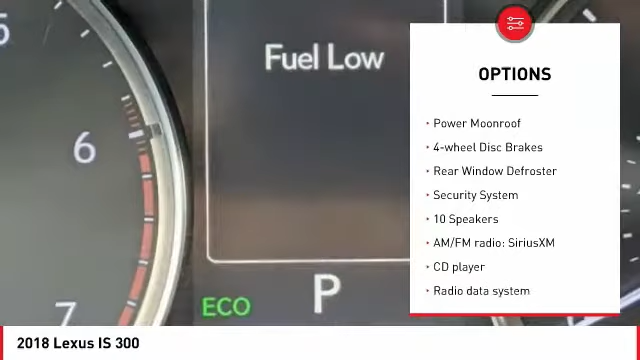 5
Fuel Low
6
7
ECO
P
OPTIONS
• Power Moonroof
• 4-wheel Disc Brakes
• Rear Window Defroster
• Security System
• 10 Speakers
• AM/FM radio: SiriusXM
• CD player
• Radio data system
2018 Lexus IS 300